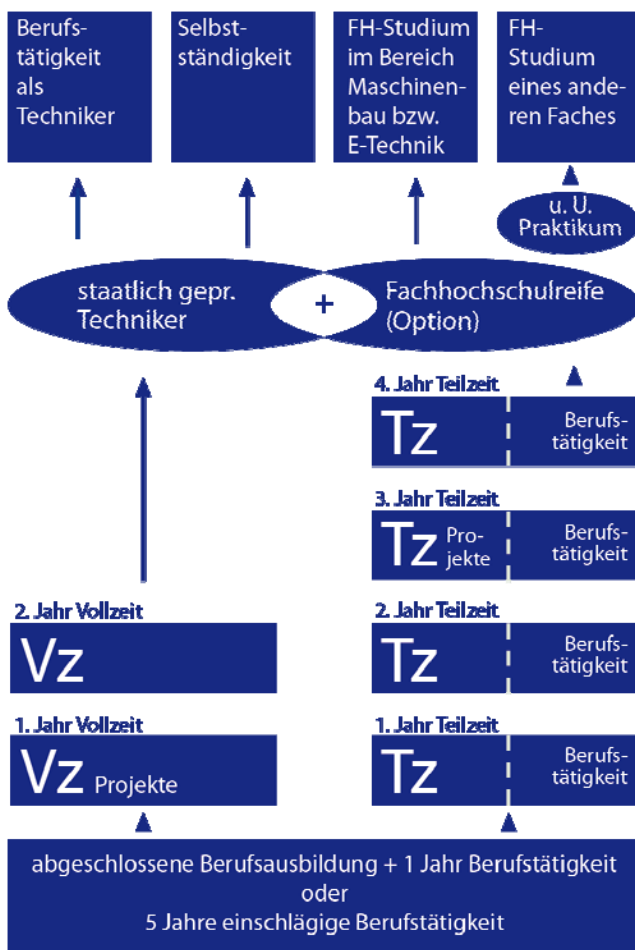 Berufs-
tätigkeit
als
Techniker
Selbst-
ständigkeit
FH-Studium
im Bereich
Maschinen-
bau bzw.
E-Technik
FH-
Studium
eines ande-
ren Faches
u. U.
Praktikum
staatlich gepr.
Techniker
+
Fachhochschulreife
(Option)
4. Jahr Teilzeit
Tz
Berufs-
tätigkeit
3. Jahr Teilzeit
Tz Pro-
jekte
Berufs-
tätigkeit
2. Jahr Vollzeit
Vz
2. Jahr Teilzeit
Tz
Berufs-
tätigkeit
1. Jahr Vollzeit
Vz Projekte
1. Jahr Teilzeit
Tz
Berufs-
tätigkeit
abgeschlossene Berufsausbildung + 1 Jahr Berufstätigkeit
oder
5 Jahre einschlägige Berufstätigkeit